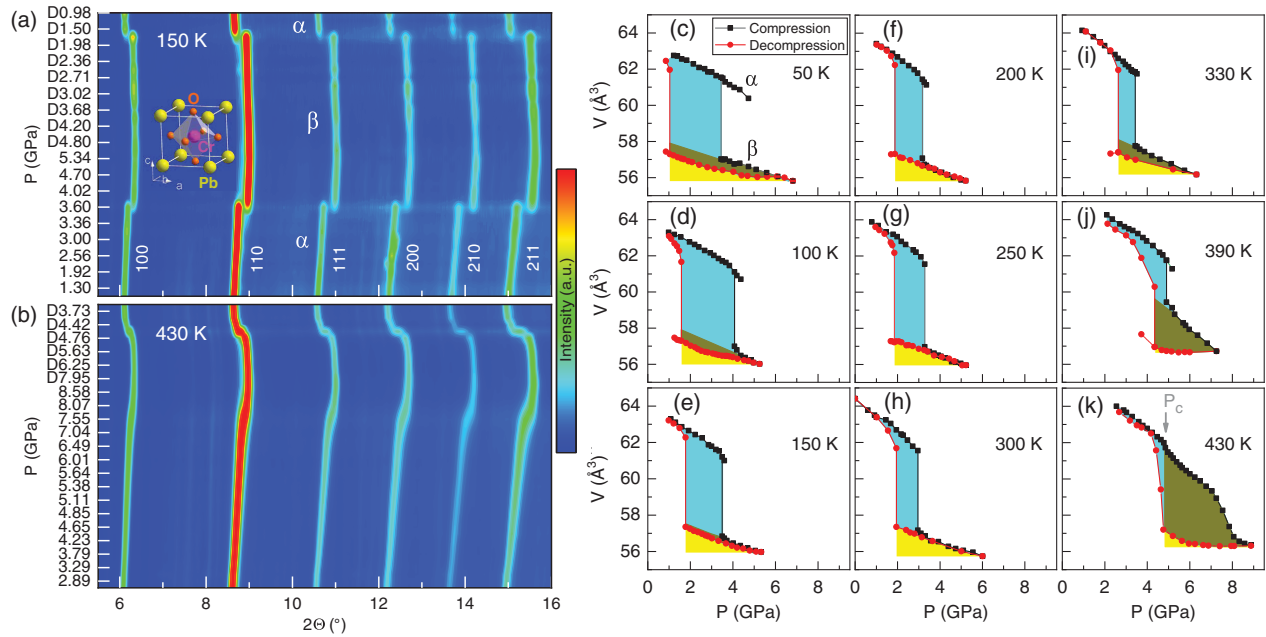 (a)
150 K
α
β
α
O
Cr
Pb
c
b
a
100
110
111
200
210
211
P (GPa)
D0.98
D1.50
D1.98
D2.36
D2.71
D3.02
D3.68
D4.20
D4.80
5.34
4.70
4.02
3.60
3.36
3.00
2.56
1.92
1.30
(b)
430 K
P (GPa)
D3.73
D4.42
D4.76
D5.63
D6.25
D7.95
8.58
8.07
7.55
7.04
6.49
6.01
5.64
5.38
5.11
4.85
4.65
4.23
3.79
3.29
2.89
6 8 10 12 14 16
2Θ (°)
Intensity (a.u.)
(c)
Compression
Decompression
50 K
α
β
V (Å³)
64
62
60
58
56
(d)
100 K
V (Å³)
64
62
60
58
56
(e)
150 K
V (Å³)
64
62
60
58
56
0 2 4 6 8
P (GPa)
(f)
200 K
(g)
250 K
(h)
300 K
0 2 4 6 8
P (GPa)
(i)
330 K
(j)
390 K
(k)
430 K
Pc
0 2 4 6 8
P (GPa)